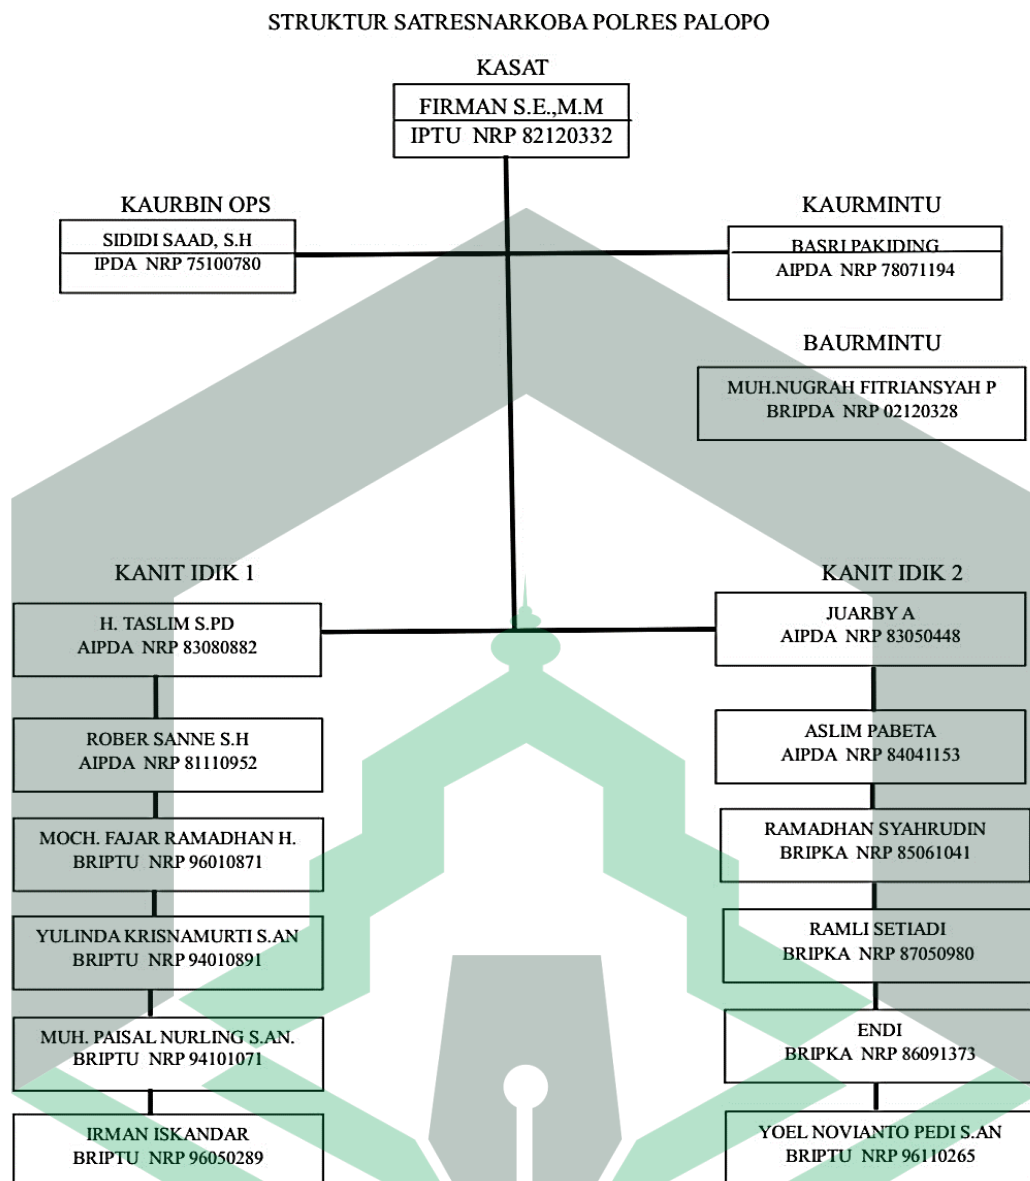 STRUKTUR SATRESNARKOBA POLRES PALOPO
KASAT
FIRMAN S.E.,M.M
IPTU NRP 82120332
KAURBIN OPS
SIDIDI SAAD, S.H
IPDA NRP 75100780
KAURMINTU
BASRI PAKIDING
AIPDA NRP 78071194
BAURMINTU
MUH.NUGRAH FITRIANSYAH P
BRIPDA NRP 02120328
KANIT IDIK 1
H. TASLIM S.PD
AIPDA NRP 83080882
ROBER SANNE S.H
AIPDA NRP 81110952
MOCH. FAJAR RAMADHAN H.
BRIPTU NRP 96010871
YULINDA KRISNAMURTI S.AN
BRIPTU NRP 94010891
MUH. PAISAL NURLING S.AN.
BRIPTU NRP 94101071
IRMAN ISKANDAR
BRIPTU NRP 96050289
KANIT IDIK 2
JUARBY A
AIPDA NRP 83050448
ASLIM PABETA
AIPDA NRP 84041153
RAMADHAN SYAHRUDIN
BRIPKA NRP 85061041
RAMLI SETIADI
BRIPKA NRP 87050980
ENDI
BRIPKA NRP 86091373
YOEL NOVIANTO PEDI S.AN
BRIPTU NRP 96110265